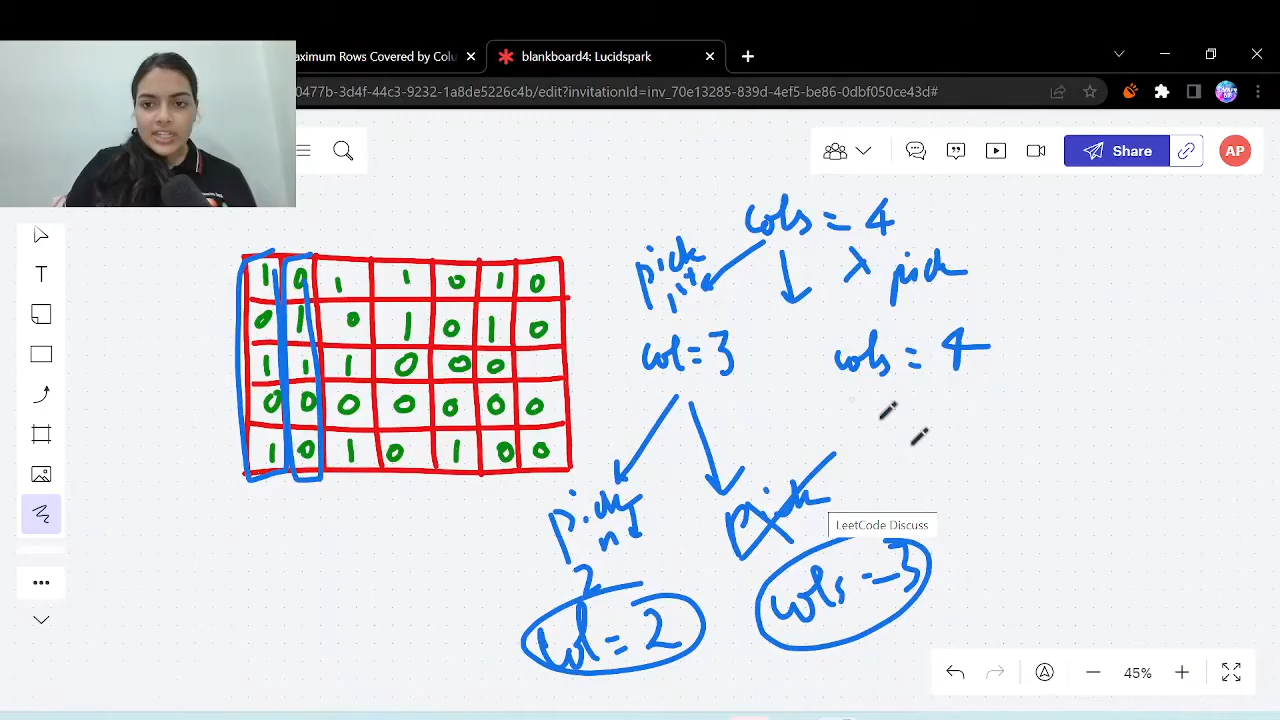 aximum Rows Covered by Colu
blankboard4: Lucidspark
0477b-3d4f-44c3-9232-1a8de5226c4b/edit?invitationId=inv_70e13285-839d-4ef5-be86-3dbf050ce43d#
Share
AP
cols = 4
pick
1st
pick
1 0 1 1 0 1 0
0 1 0 1 0 1 0
1 1 1 0 0 0
0 0 0 0 0 0 0
1 0 1 0 1 0 0
col = 3
cols = 4
pick
pick
LeetCode Discuss
2
col = 2
cols = 3
T
45%